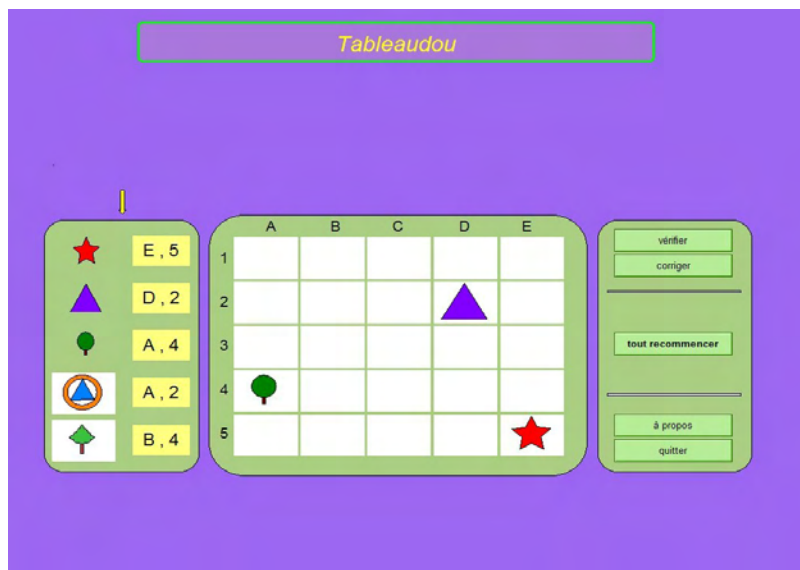 Tableaudou
E , 5
D , 2
A , 4
A , 2
B , 4
A B C D E
1
2
3
4
5
vérifier
corriger
tout recommencer
à propos
quitter